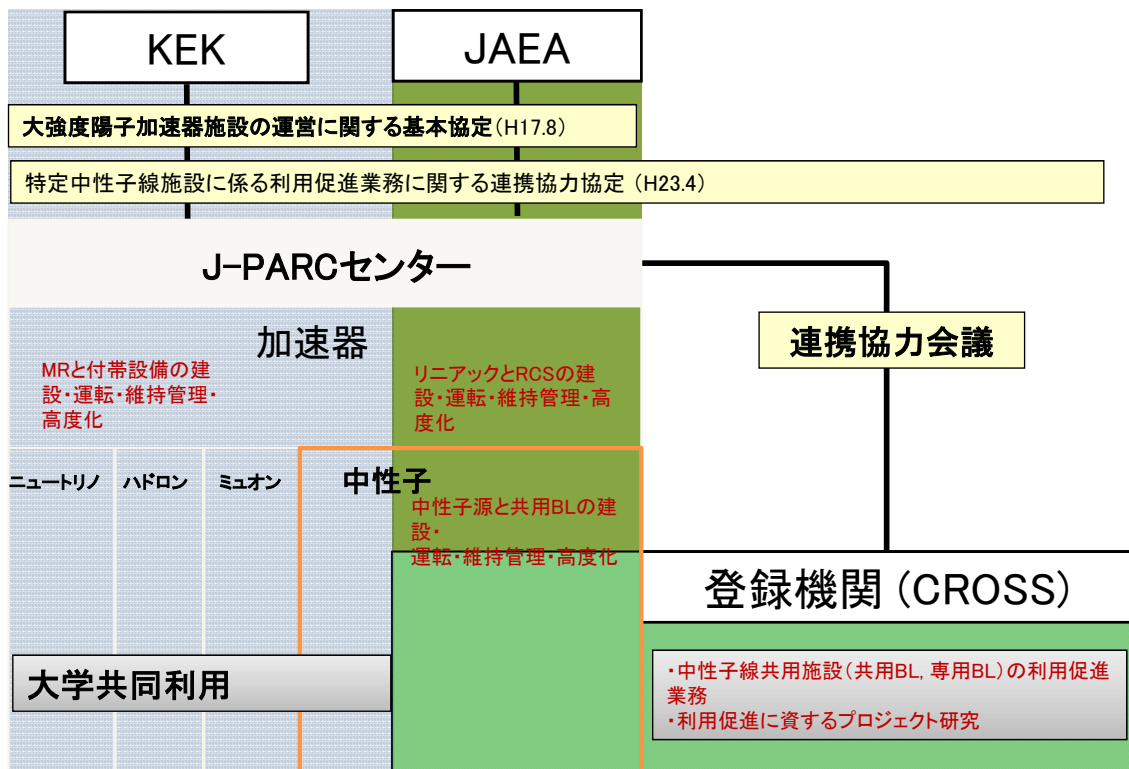 KEK
JAEA
大強度陽子加速器施設の運営に関する基本協定(H17.8)
特定中性子線施設に係る利用促進業務に関する連携協力協定 (H23.4)
J-PARCセンター
加速器
連携協力会議
MRと付帯設備の建
設・運転・維持管理・
高度化
リニアックとRCSの建
設・運転・維持管理・高
度化
ニュートリノ
ハドロン
ミュオン
中性子
中性子源と共用BLの建
設・
運転・維持管理・高度化
登録機関 (CROSS)
大学共同利用
・中性子線共用施設(共用BL, 専用BL)の利用促進
業務
・利用促進に資するプロジェクト研究